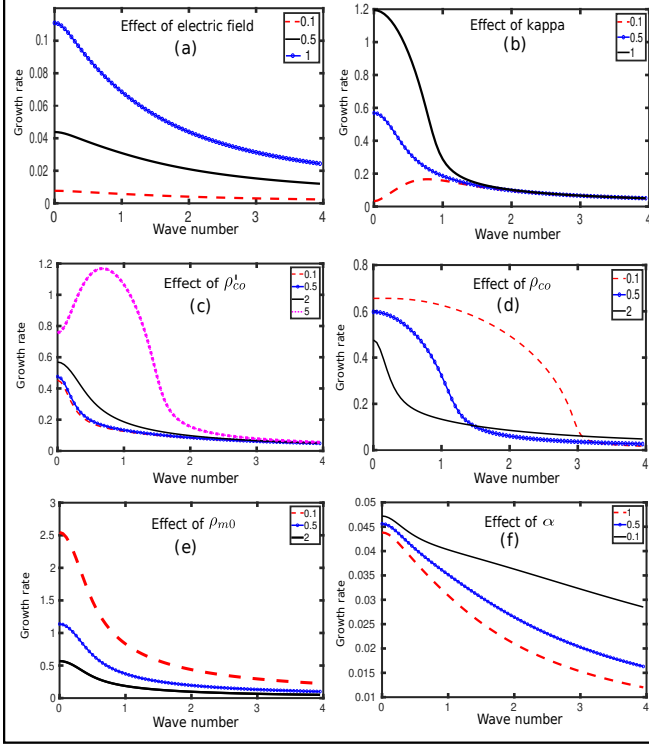 Effect of electric field
(a)
0.1
0.5
1
0.1
0.08
0.06
0.04
0.02
0
Growth rate
0 1 2 3 4
Wave number
Effect of kappa
(b)
0.1
0.5
1
1.2
1
0.8
0.6
0.4
0.2
0
Growth rate
0 1 2 3 4
Wave number
Effect of ρ'co
(c)
0.1
0.5
2
5
1.2
1
0.8
0.6
0.4
0.2
0
Growth rate
0 1 2 3 4
Wave number
Effect of ρco
(d)
0.1
0.5
2
0.8
0.6
0.4
0.2
0
Growth rate
0 1 2 3 4
Wave number
Effect of ρm0
(e)
0.1
0.5
2
3
2.5
2
1.5
1
0.5
0
Growth rate
0 1 2 3 4
Wave number
Effect of α
(f)
1
0.5
0.1
0.05
0.045
0.04
0.035
0.03
0.025
0.02
0.015
0.01
Growth rate
0 1 2 3 4
Wave number